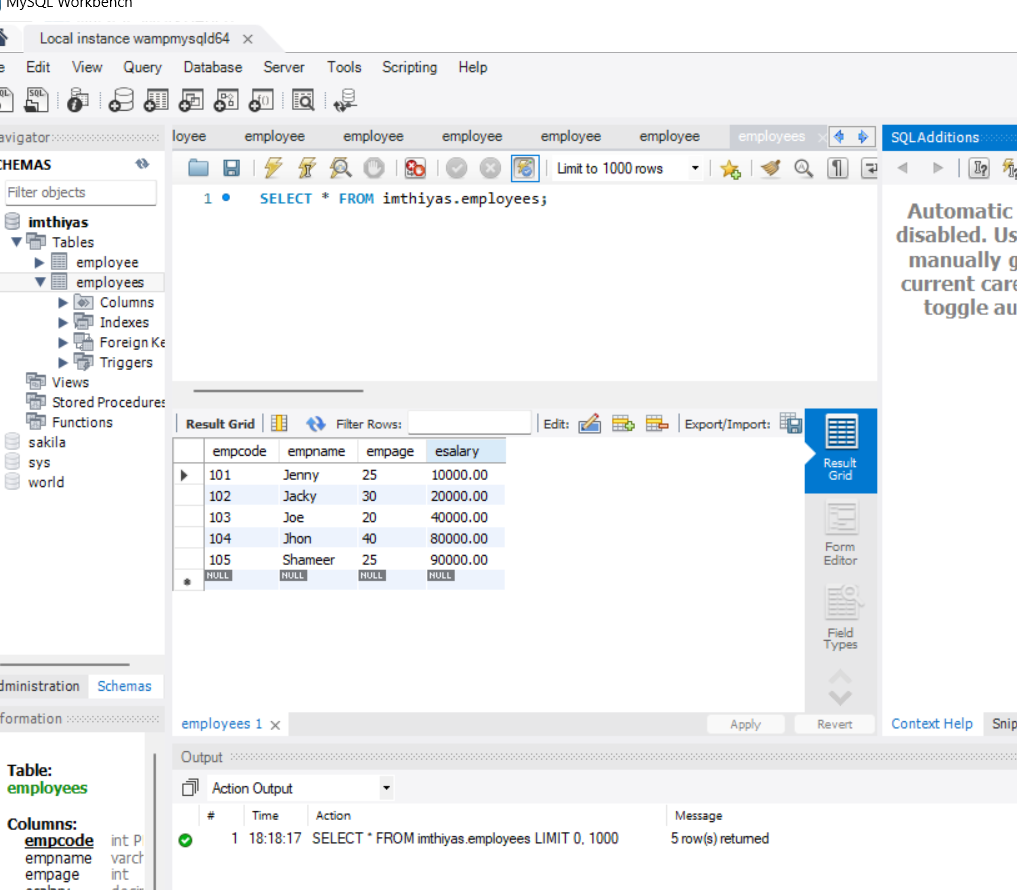 MySQL Workbench
Local instance wampmysqld64
Edit View Query Database Server Tools Scripting Help
avigator
loyee employee employee employee employee employee employees
SQLAdditions
CHEMAS
Filter objects
imthiyas
Tables
employee
employees
Columns
Indexes
Foreign Ke
Triggers
Views
Stored Procedures
Functions
sakila
sys
world
dministration Schemas
Limit to 1000 rows
1 SELECT * FROM imthiyas.employees;
Automatic
disabled. Us
manually g
current care
toggle au
Result Grid Filter Rows: Edit: Export/Import:
empcode empname empage esalary
101 Jenny 25 10000.00
102 Jacky 30 20000.00
103 Joe 20 40000.00
104 Jhon 40 80000.00
105 Shameer 25 90000.00
NULL NULL NULL NULL
Result
Grid
Form
Editor
Field
Types
employees 1 Apply Revert
Context Help Snip
formation
Table:
employees
Columns:
empcode int P
empname varch
empage int
Output
Action Output
# Time Action Message
1 18:18:17 SELECT * FROM imthiyas.employees LIMIT 0, 1000 5 row(s) returned